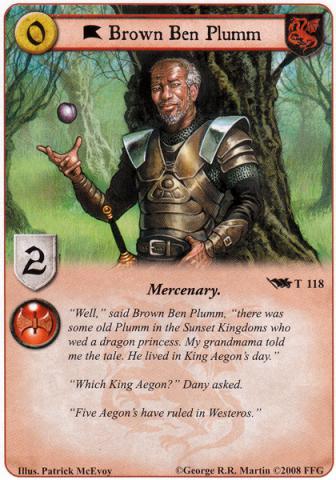 0
Brown Ben Plumm
2
Mercenary.
T 118
"Well," said Brown Ben Plumm, "there was
some old Plumm in the Sunset Kingdoms who
wed a dragon princess. My grandmama told
me the tale. He lived in King Aegon's day."
"Which King Aegon?" Dany asked.
"Five Aegon's have ruled in Westeros."
Illus. Patrick McEvoy
©George R.R. Martin ©2008 FFG